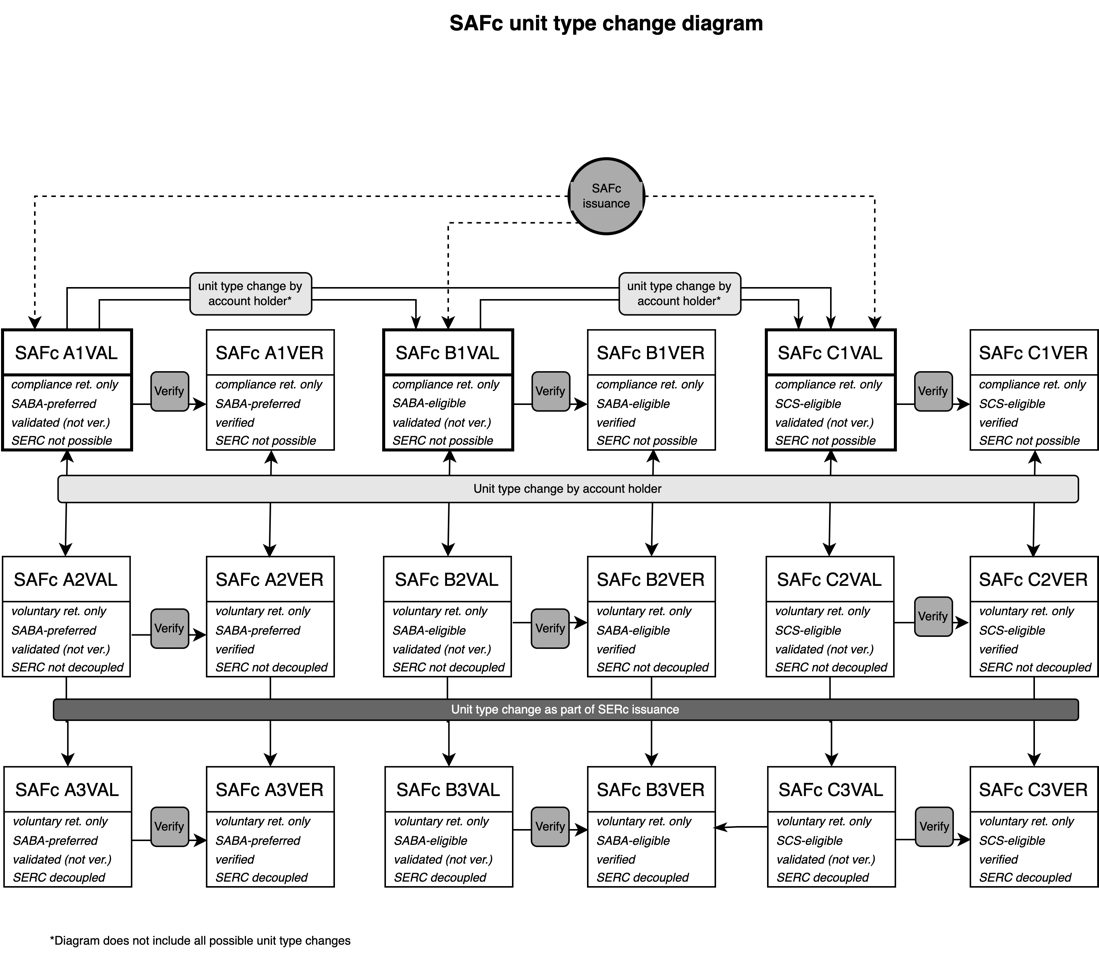 SAFc unit type change diagram
SAFc
issuance
unit type change by
account holder*
unit type change by
account holder*
SAFc A1VAL
compliance ret. only
SABA-preferred
validated (not ver.)
SERC not possible
Verify
SAFc A1VER
compliance ret. only
SABA-preferred
verified
SERC not possible
SAFc B1VAL
compliance ret. only
SABA-eligible
validated (not ver.)
SERC not possible
Verify
SAFc B1VER
compliance ret. only
SABA-eligible
verified
SERC not possible
SAFc C1VAL
compliance ret. only
SCS-eligible
validated (not ver.)
SERC not possible
Verify
SAFc C1VER
compliance ret. only
SCS-eligible
verified
SERC not possible
Unit type change by account holder
SAFc A2VAL
voluntary ret. only
SABA-preferred
validated (not ver.)
SERC not decoupled
Verify
SAFc A2VER
voluntary ret. only
SABA-preferred
verified
SERC not decoupled
SAFc B2VAL
voluntary ret. only
SABA-eligible
validated (not ver.)
SERC not decoupled
Verify
SAFc B2VER
voluntary ret. only
SABA-eligible
verified
SERC not decoupled
SAFc C2VAL
voluntary ret. only
SCS-eligible
validated (not ver.)
SERC not decoupled
Verify
SAFc C2VER
voluntary ret. only
SCS-eligible
verified
SERC not decoupled
Unit type change as part of SERc issuance
SAFc A3VAL
voluntary ret. only
SABA-preferred
validated (not ver.)
SERC decoupled
Verify
SAFc A3VER
voluntary ret. only
SABA-preferred
verified
SERC decoupled
SAFc B3VAL
voluntary ret. only
SABA-eligible
validated (not ver.)
SERC decoupled
Verify
SAFc B3VER
voluntary ret. only
SABA-eligible
verified
SERC decoupled
SAFc C3VAL
voluntary ret. only
SCS-eligible
validated (not ver.)
SERC decoupled
Verify
SAFc C3VER
voluntary ret. only
SCS-eligible
verified
SERC decoupled
*Diagram does not include all possible unit type changes